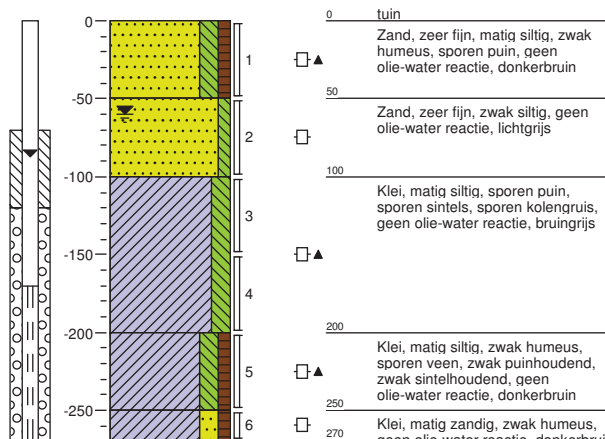 0
-50
-100
-150
-200
-250
1
2
3
4
5
6
0
tuin
Zand, zeer fijn, matig siltig, zwak
humeus, sporen puin, geen
olie-water reactie, donkerbruin
50
Zand, zeer fijn, zwak siltig, geen
olie-water reactie, lichtgrijs
100
Klei, matig siltig, sporen puin,
sporen sintels, sporen kolengruis,
geen olie-water reactie, bruingrijs
200
Klei, matig siltig, zwak humeus,
sporen veen, zwak puinhoudend,
zwak sintelhoudend, geen
olie-water reactie, donkerbruin
250
Klei, matig zandig, zwak humeus,
270
geen olie-water reactie,